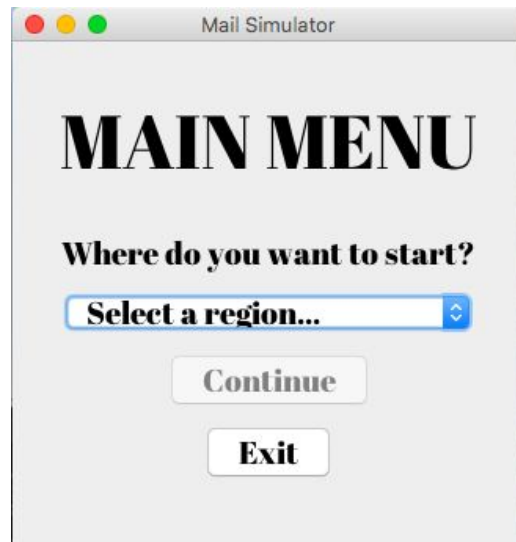 Mail Simulator
MAIN MENU
Where do you want to start?
Select a region...
Continue
Exit